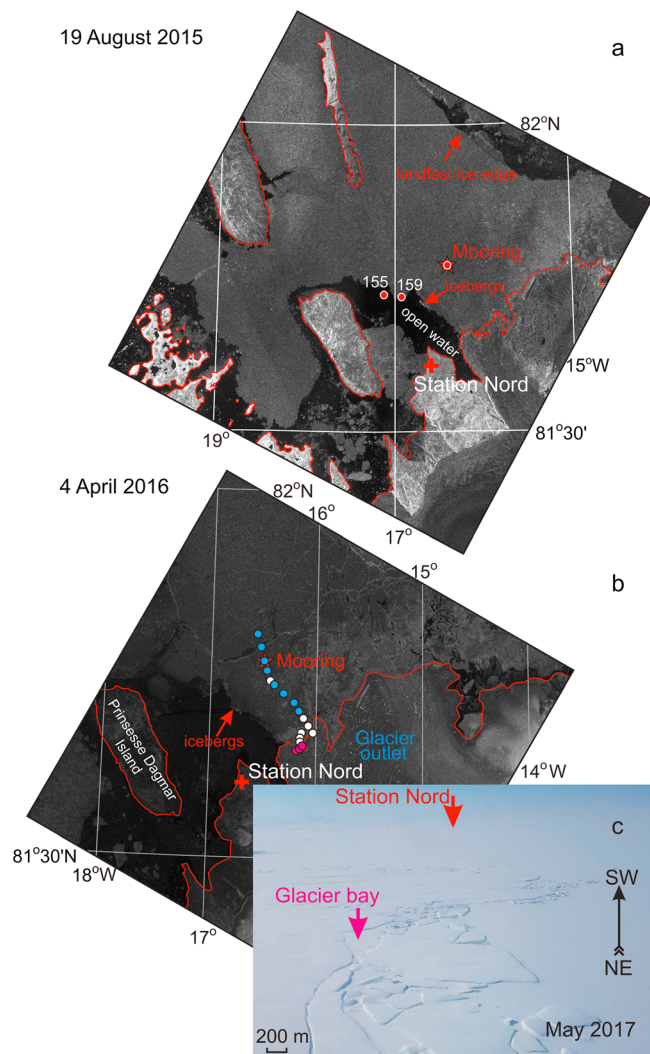 19 August 2015
a
82°N
landfast ice edge
Mooring
155
159
icebergs
open water
Station Nord
15°W
19°
81°30'
17°
4 April 2016
82°N
16°
15°
b
Mooring
icebergs
Glacier
outlet
Prinsesse Dagmar
Island
Station Nord
14°W
81°30'N
18°W
17°
Station Nord
c
SW
Glacier bay
NE
200 m
May 2017